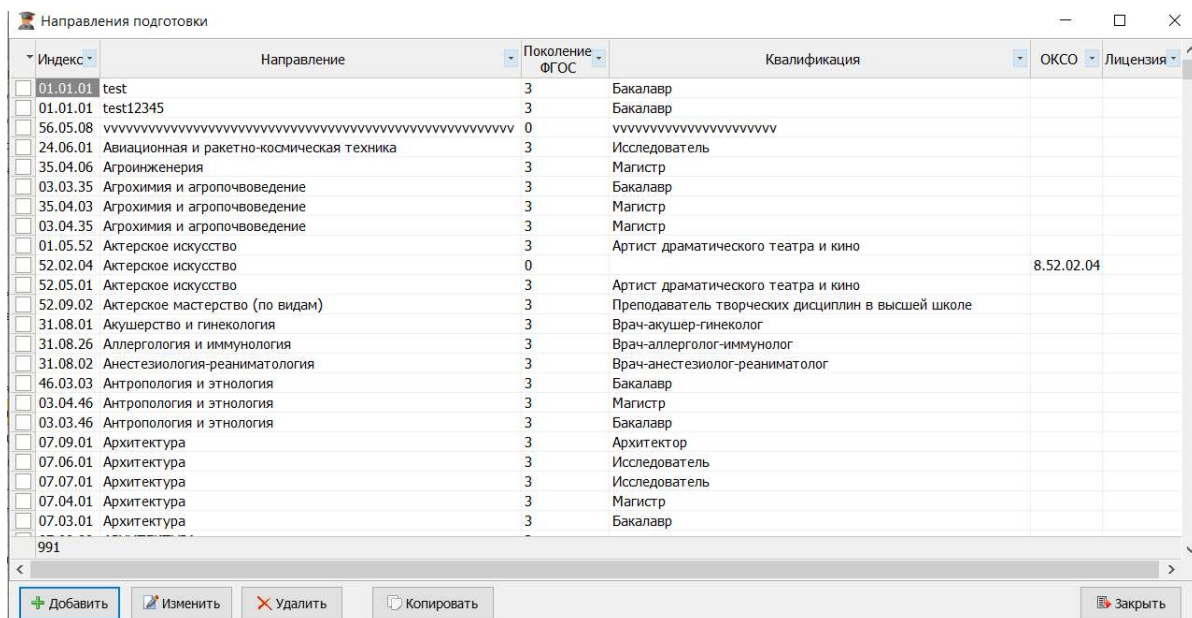 Направления подготовки
Индекс Направление Поколение ФГОС Квалификация ОКСО Лицензия
01.01.01 test 3 Бакалавр
01.01.01 test12345 3 Бакалавр
56.05.08 3
24.06.01 Авиационная и ракетно-космическая техника 3 Исследователь
35.04.06 Агроинженерия 3 Магистр
03.03.35 Агрохимия и агропочвоведение 3 Бакалавр
35.04.03 Агрохимия и агропочвоведение 3 Магистр
03.04.35 Агрохимия и агропочвоведение 3 Магистр
01.05.52 Актерское искусство 3 Артист драматического театра и кино
52.02.04 Актерское искусство 0 8.52.02.04
52.05.01 Актерское искусство 3 Артист драматического театра и кино
52.09.02 Актерское мастерство (по видам) 3 Преподаватель творческих дисциплин в высшей школе
31.08.01 Акушерство и гинекология 3 Врач-акушер-гинеколог
31.08.26 Аллергология и иммунология 3 Врач-аллерголог-иммунолог
31.08.02 Анестезиология-реаниматология 3 Врач-анестезиолог-реаниматолог
46.03.03 Антропология и этнология 3 Бакалавр
03.04.46 Антропология и этнология 3 Магистр
03.03.46 Антропология и этнология 3 Бакалавр
07.09.01 Архитектура 3 Архитектор
07.06.01 Архитектура 3 Исследователь
07.07.01 Архитектура 3 Исследователь
07.04.01 Архитектура 3 Магистр
07.03.01 Архитектура 3 Бакалавр
991
Добавить Изменить Удалить Копировать Закрыть